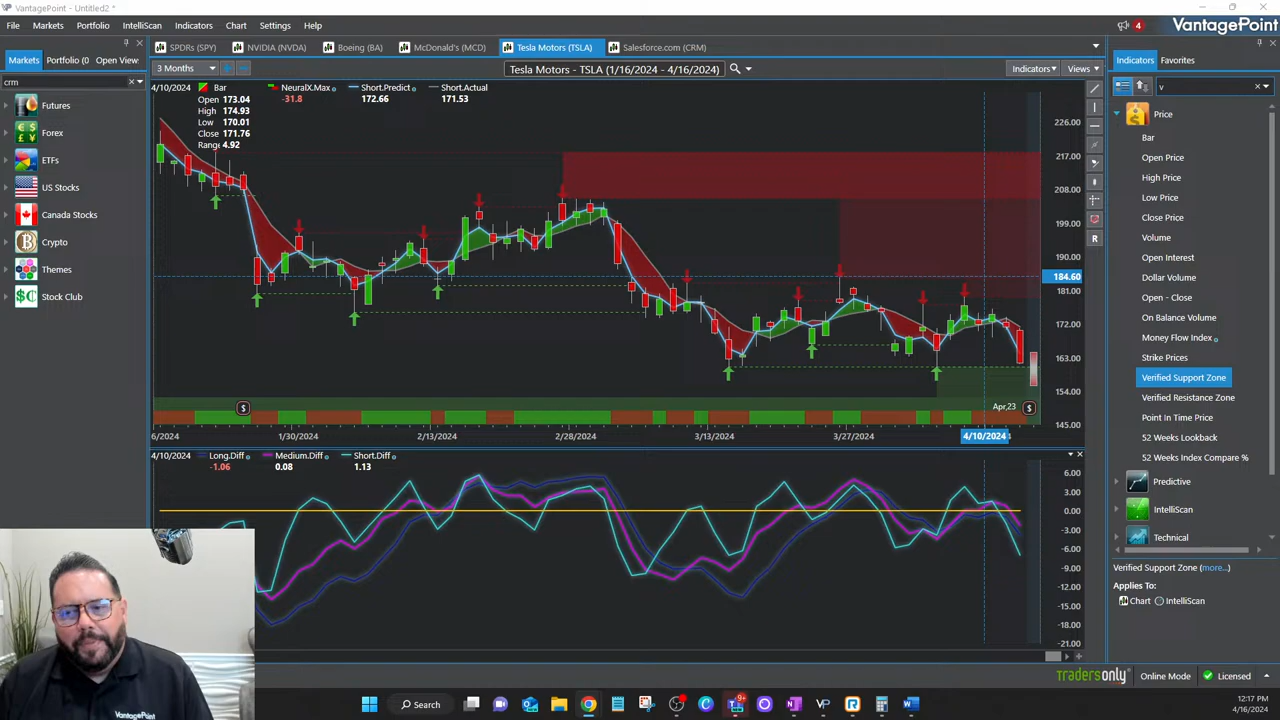 VantagePoint - Untitled2 *
File Markets Portfolio IntelliScan Indicators Chart Settings Help
4 VantagePoint
Markets Portfolio (0 Open View:
SPDRs (SPY) NVIDIA (NVDA) Boeing (BA) McDonald's (MCD) Tesla Motors (TSLA) Salesforce.com (CRM)
Indicators Favorites
crm
3 Months
Tesla Motors - TSLA (1/16/2024 - 4/16/2024)
Indicators Views
v
Futures
Forex
ETFs
US Stocks
Canada Stocks
Crypto
Themes
Stock Club
4/10/2024 Bar NeuralX.Max Short.Predict Short.Actual
Open 173.04 -31.8 172.66 171.53
High 174.93
Low 170.01
Close 171.76
Range 4.92
226.00
217.00
208.00
199.00
190.00
184.60
181.00
172.00
163.00
154.00
145.00
Apr,23
$ $
6/2024 1/30/2024 2/13/2024 2/28/2024 3/13/2024 3/27/2024 4/10/2024
4/10/2024 Long.Diff Medium.Diff Short.Diff
-1.06 0.08 1.13
6.00
3.00
0.00
-3.00
-6.00
-9.00
-12.00
-15.00
-18.00
-21.00
Price
Bar
Open Price
High Price
Low Price
Close Price
Volume
Open Interest
Dollar Volume
Open - Close
On Balance Volume
Money Flow Index
Strike Prices
Verified Support Zone
Verified Resistance Zone
Point In Time Price
52 Weeks Lookback
52 Weeks Index Compare %
Predictive
IntelliScan
Technical
Verified Support Zone (more...)
Applies To:
Chart IntelliScan
tradersonly Online Mode Licensed
VantagePoint
Search
12:17 PM
4/16/2024